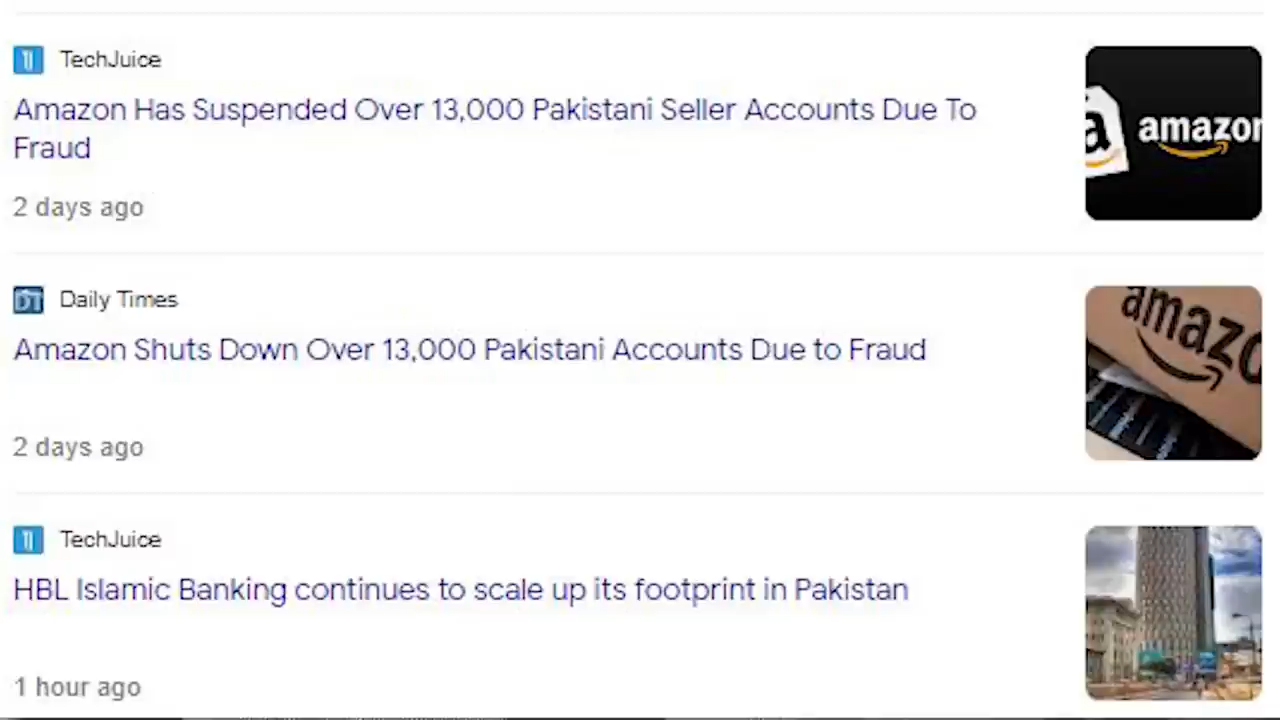 TechJuice
Amazon Has Suspended Over 13,000 Pakistani Seller Accounts Due To
Fraud
2 days ago
amazon
DT
Daily Times
Amazon Shuts Down Over 13,000 Pakistani Accounts Due to Fraud
2 days ago
amazo
TechJuice
HBL Islamic Banking continues to scale up its footprint in Pakistan
1 hour ago